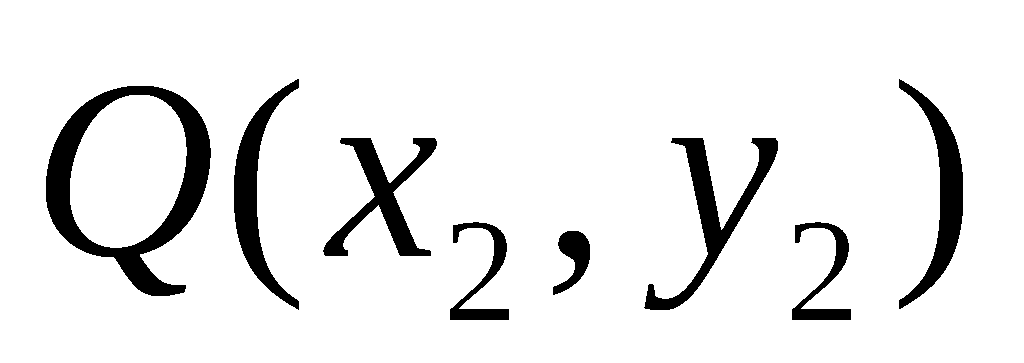 Q(x₂, y₂)